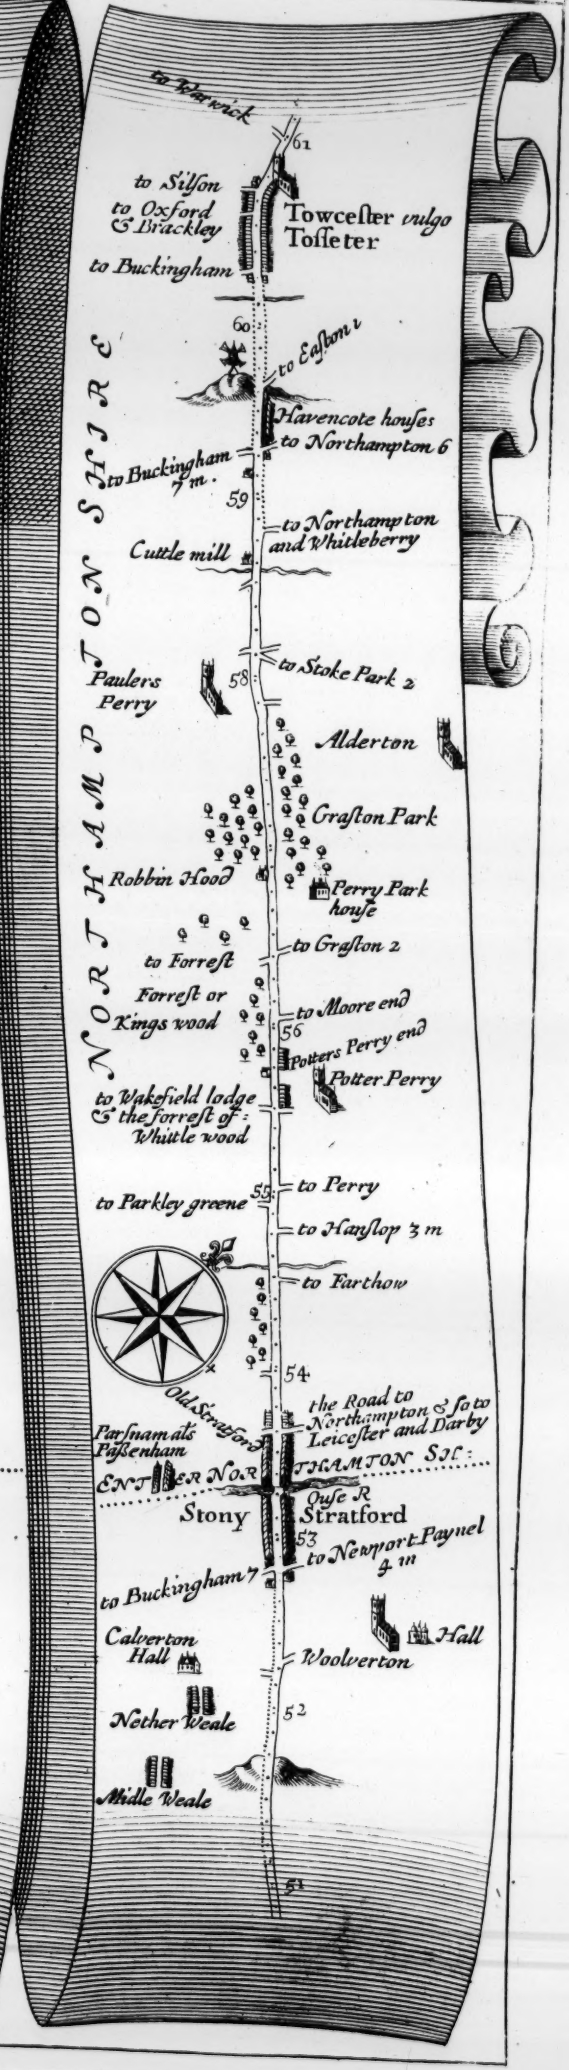 to Warwick
61
to Silſon
to Oxford
& Brackley
Towceſter vulgo
Toſſeter
to Buckingham
60
to Eaſton 1
Havencote houſes
to Northampton 6
to Buckingham
7 m.
59
to Northampton
and Whitleberry
Cuttle mill
to Stoke Park 2
58
Paulers
Perry
Alderton
Graſton Park
Robbin Hood
Perry Park
houſe
to Graſton 2
to Forreſt
Forreſt or
Kings wood
to Moore end
56
Potters Perry end
Potter Perry
to Wakefield lodge
& the forreſt of
Whittle wood
55
to Perry
to Parkley greene
to Hanſlop 3 m
to Farthow
54
Old Stratford
the Road to
Northampton & ſo to
Leiceſter and Darby
Parſnam als
Paſsenham
ENTER NORTHAMTON SIL:
Ouſe R
Stony Stratford
53
to Newport Paynel
4 m
to Buckingham 7
Calverton
Hall
Hall
Woolverton
52
Nether Weale
Midle Weale
51
NORTHAMPTON SHIRE